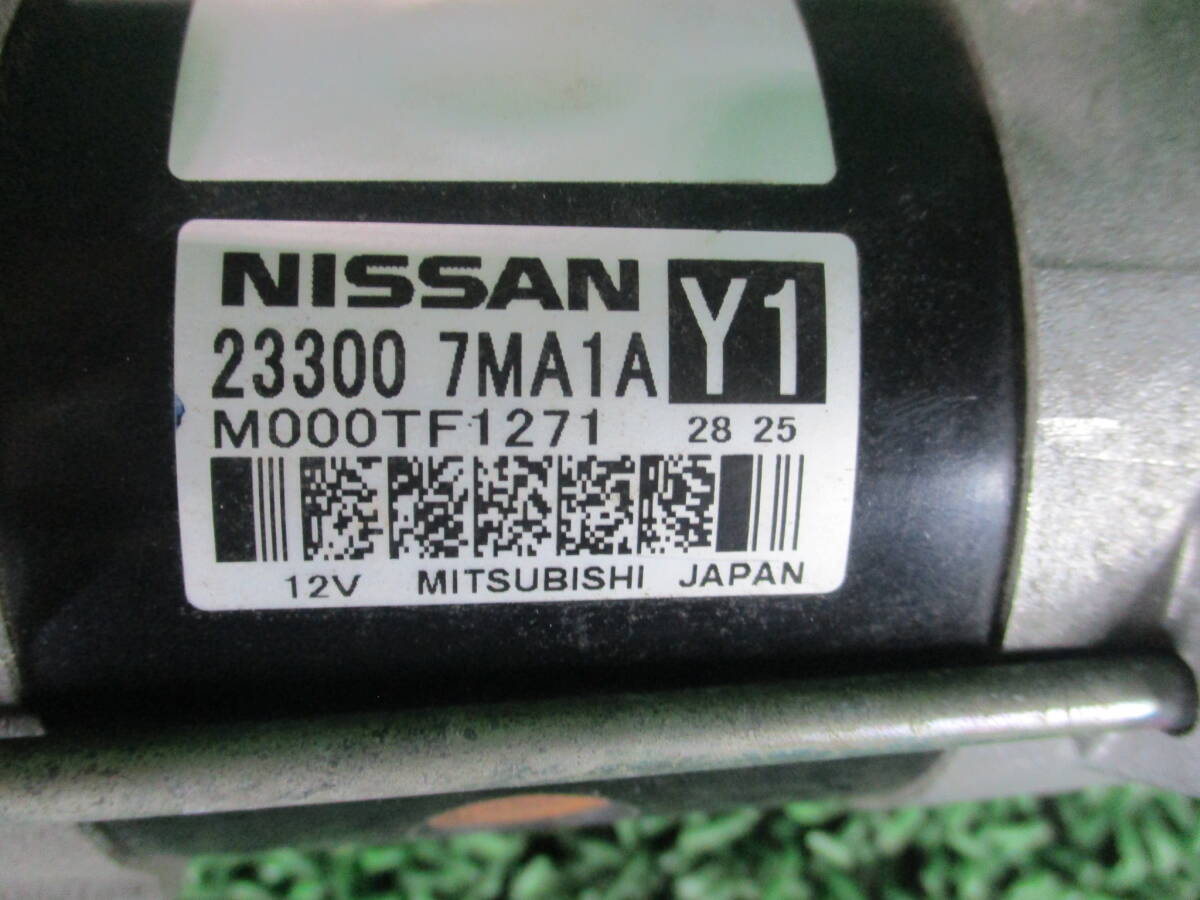 NISSAN Y1
23300 7MA1A
M000TF1271 28 25
12V MITSUBISHI JAPAN